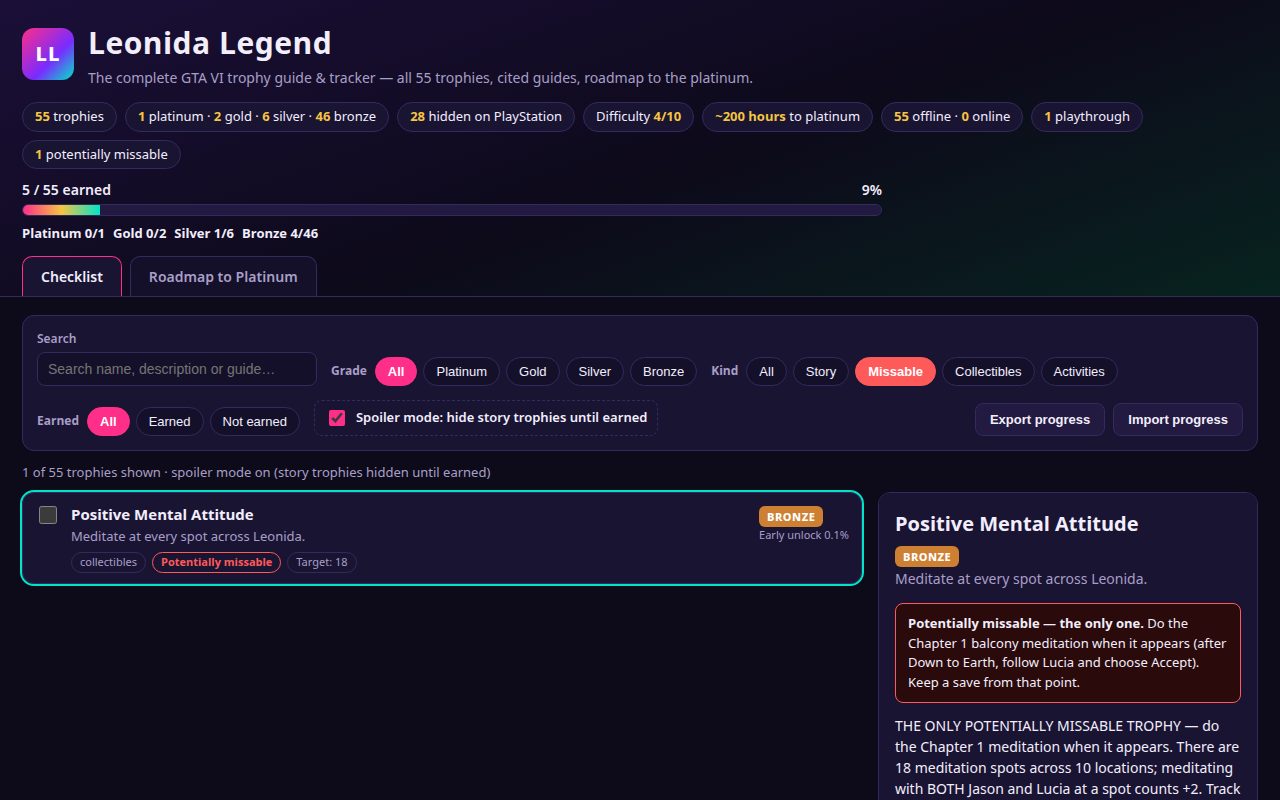 LL
Leonida Legend
The complete GTA VI trophy guide & tracker — all 55 trophies, cited guides, roadmap to the platinum.
55 trophies
1 platinum · 2 gold · 6 silver · 46 bronze
28 hidden on PlayStation
Difficulty 4/10
~200 hours to platinum
55 offline · 0 online
1 playthrough
1 potentially missable
5 / 55 earned
9%
Platinum 0/1 Gold 0/2 Silver 1/6 Bronze 4/46
Checklist
Roadmap to Platinum
Search
Search name, description or guide…
Grade
All
Platinum
Gold
Silver
Bronze
Kind
All
Story
Missable
Collectibles
Activities
Earned
All
Earned
Not earned
Spoiler mode: hide story trophies until earned
Export progress
Import progress
1 of 55 trophies shown · spoiler mode on (story trophies hidden until earned)
Positive Mental Attitude
Meditate at every spot across Leonida.
collectibles
Potentially missable
Target: 18
BRONZE
Early unlock 0.1%
Positive Mental Attitude
BRONZE
Meditate at every spot across Leonida.
Potentially missable — the only one. Do the
Chapter 1 balcony meditation when it appears (after
Down to Earth, follow Lucia and choose Accept).
Keep a save from that point.
THE ONLY POTENTIALLY MISSABLE TROPHY — do
the Chapter 1 meditation when it appears. There are
18 meditation spots across 10 locations; meditating
with BOTH Jason and Lucia at a spot counts +2. Track